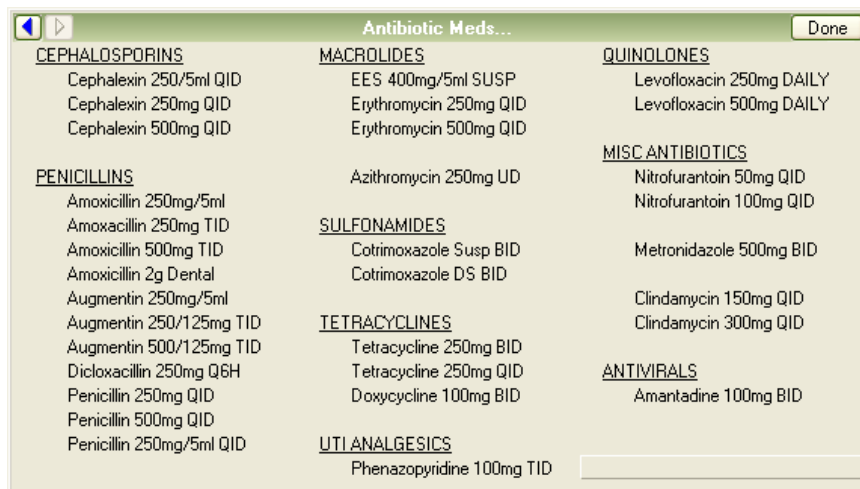 Antibiotic Meds...
Done
CEPHALOSPORINS
Cephalexin 250/5ml QID
Cephalexin 250mg QID
Cephalexin 500mg QID
PENICILLINS
Amoxicillin 250mg/5ml
Amoxacillin 250mg TID
Amoxicillin 500mg TID
Amoxicillin 2g Dental
Augmentin 250mg/5ml
Augmentin 250/125mg TID
Augmentin 500/125mg TID
Dicloxacillin 250mg Q6H
Penicillin 250mg QID
Penicillin 500mg QID
Penicillin 250mg/5ml QID
MACROLIDES
EES 400mg/5ml SUSP
Erythromycin 250mg QID
Erythromycin 500mg QID
Azithromycin 250mg UD
SULFONAMIDES
Cotrimoxazole Susp BID
Cotrimoxazole DS BID
TETRACYCLINES
Tetracycline 250mg BID
Tetracycline 250mg QID
Doxycycline 100mg BID
UTI ANALGESICS
Phenazopyridine 100mg TID
QUINOLONES
Levofloxacin 250mg DAILY
Levofloxacin 500mg DAILY
MISC ANTIBIOTICS
Nitrofurantoin 50mg QID
Nitrofurantoin 100mg QID
Metronidazole 500mg BID
Clindamycin 150mg QID
Clindamycin 300mg QID
ANTIVIRALS
Amantadine 100mg BID